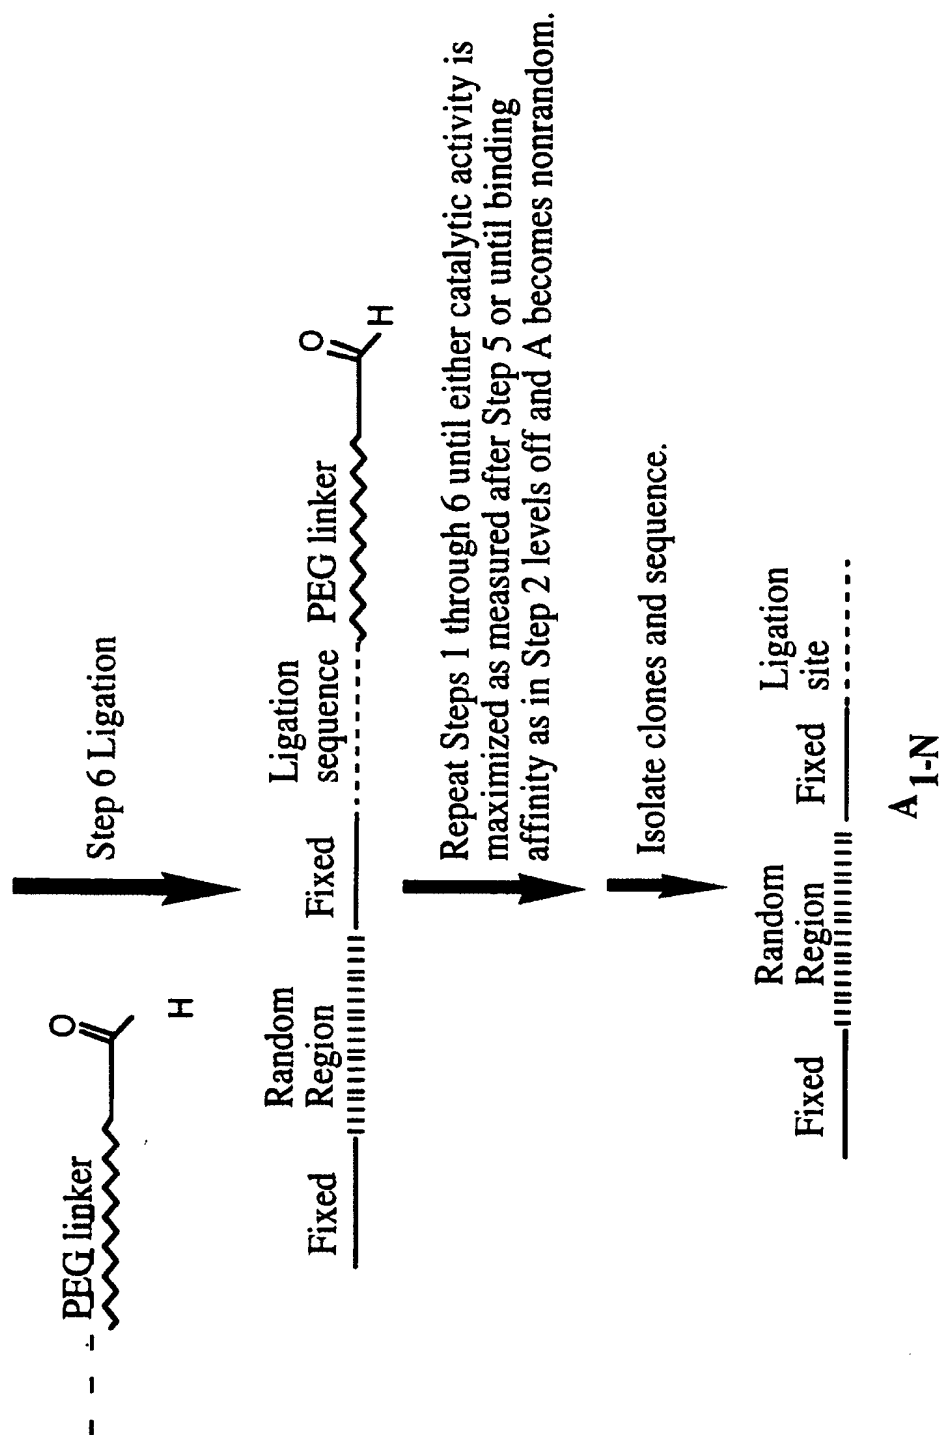 PEG linker
O
H
Step 6 Ligation
Fixed
Random
Region
Fixed
Ligation
sequence
PEG linker
O
H
Repeat Steps 1 through 6 until either catalytic activity is
maximized as measured after Step 5 or until binding
affinity as in Step 2 levels off and A becomes nonrandom.
Isolate clones and sequence.
Fixed
Random
Region
Fixed
Ligation
site
A 1-N